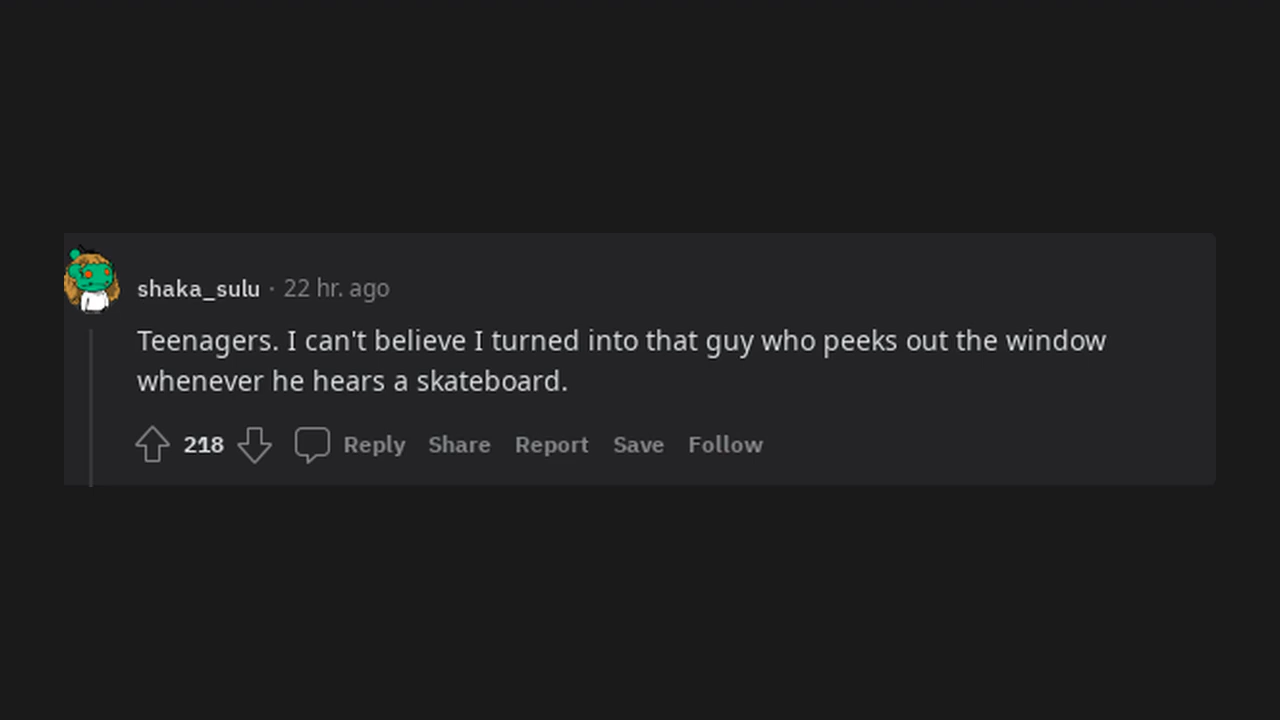 shaka_sulu · 22 hr. ago
Teenagers. I can't believe I turned into that guy who peeks out the window
whenever he hears a skateboard.
218 Reply Share Report Save Follow